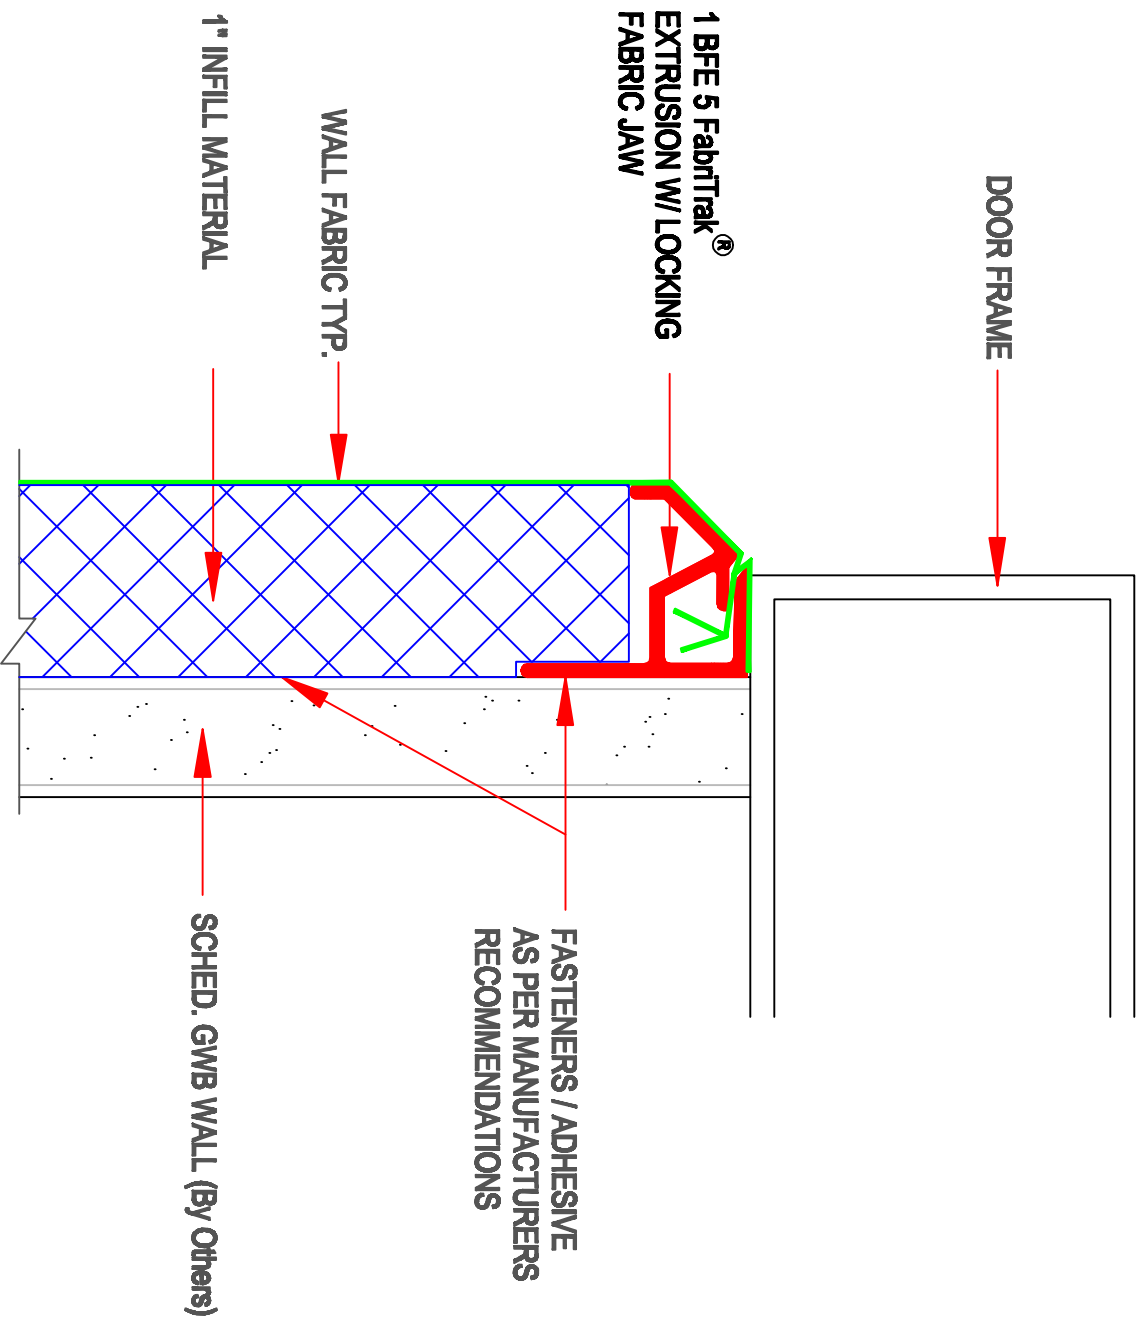 DOOR FRAME
1 BFE 5 FabriTrak®
EXTRUSION W/ LOCKING
FABRIC JAW
WALL FABRIC TYP.
1" INFILL MATERIAL
FASTENERS / ADHESIVE
AS PER MANUFACTURERS
RECOMMENDATIONS
SCHED. GWB WALL (By Others)